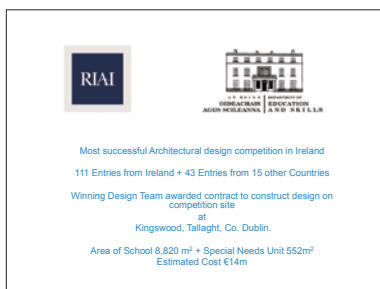 RIAI
AN ROINN | DEPARTMENT OF
OIDEACHAIS | EDUCATION
AGUS SCILEANNA | AND SKILLS
Most successful Architectural design competition in Ireland
111 Entries from Ireland + 43 Entries from 15 other Countries
Winning Design Team awarded contract to construct design on
competition site
at
Kingswood, Tallaght, Co. Dublin.
Area of School 8,820 m² + Special Needs Unit 552m²
Estimated Cost €14m